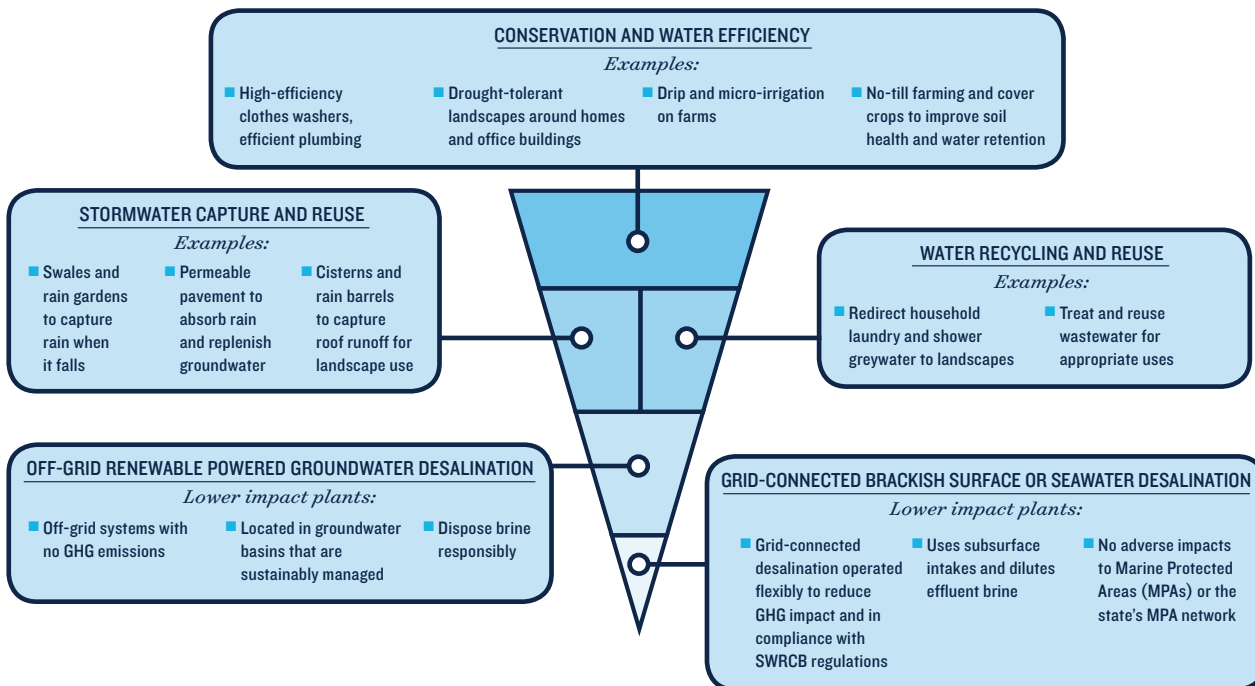 CONSERVATION AND WATER EFFICIENCY
Examples:
High-efficiency
clothes washers,
efficient plumbing
Drought-tolerant
landscapes around homes
and office buildings
Drip and micro-irrigation
on farms
No-till farming and cover
crops to improve soil
health and water retention
STORMWATER CAPTURE AND REUSE
Examples:
Swales and
rain gardens
to capture
rain when
it falls
Permeable
pavement to
absorb rain
and replenish
groundwater
Cisterns and
rain barrels
to capture
roof runoff for
landscape use
WATER RECYCLING AND REUSE
Examples:
Redirect household
laundry and shower
greywater to landscapes
Treat and reuse
wastewater for
appropriate uses
OFF-GRID RENEWABLE POWERED GROUNDWATER DESALINATION
Lower impact plants:
Off-grid systems with
no GHG emissions
Located in groundwater
basins that are
sustainably managed
Dispose brine
responsibly
GRID-CONNECTED BRACKISH SURFACE OR SEAWATER DESALINATION
Lower impact plants:
Grid-connected
desalination operated
flexibly to reduce
GHG impact and in
compliance with
SWRCB regulations
Uses subsurface
intakes and dilutes
effluent brine
No adverse impacts
to Marine Protected
Areas (MPAs) or the
state's MPA network